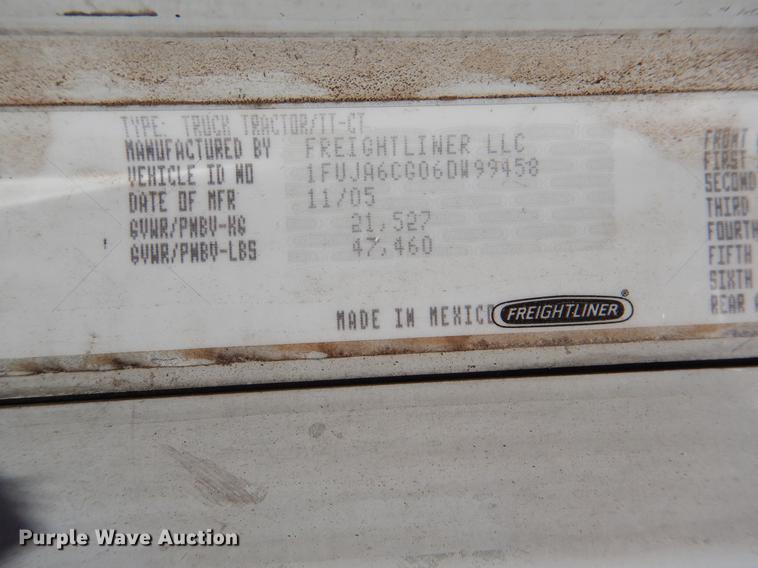 TYPE: TRUCK TRACTOR/TT-CT
MANUFACTURED BY FREIGHTLINER LLC
VEHICLE ID NO 1FUJA6CG06DW99458
DATE OF MFR 11/05
GVWR/PNBV-KG 21,527
GVWR/PNBV-LBS 47,460
MADE IN MEXICO FREIGHTLINER®
FRONT
FIRST
SECOND
THIRD
FOURTH
FIFTH
SIXTH
REAR
Purple Wave Auction